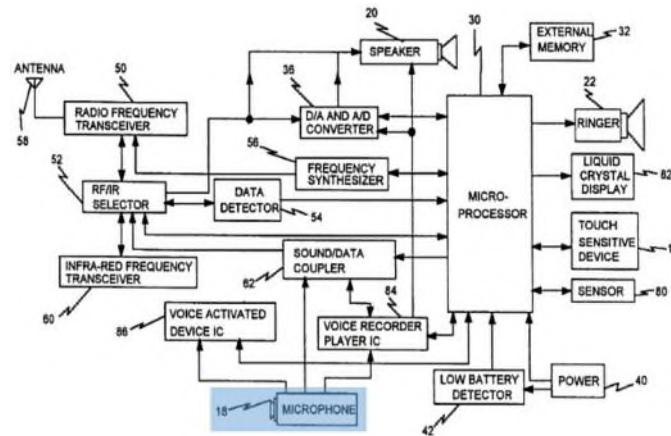 20
SPEAKER
30
EXTERNAL
MEMORY
32
ANTENNA
50
36
22
RADIO FREQUENCY
TRANSCEIVER
D/A AND A/D
CONVERTER
RINGER
58
56
52
FREQUENCY
SYNTHESIZER
LIQUID
CRYSTAL
DISPLAY
82
RF/IR
SELECTOR
DATA
DETECTOR
54
MICRO-
PROCESSOR
TOUCH
SENSITIVE
DEVICE
INFRA-RED FREQUENCY
TRANSCEIVER
SOUND/DATA
COUPLER
62
84
SENSOR
80
60
86
VOICE ACTIVATED
DEVICE IC
VOICE RECORDER
PLAYER IC
18
MICROPHONE
LOW BATTERY
DETECTOR
42
POWER
40